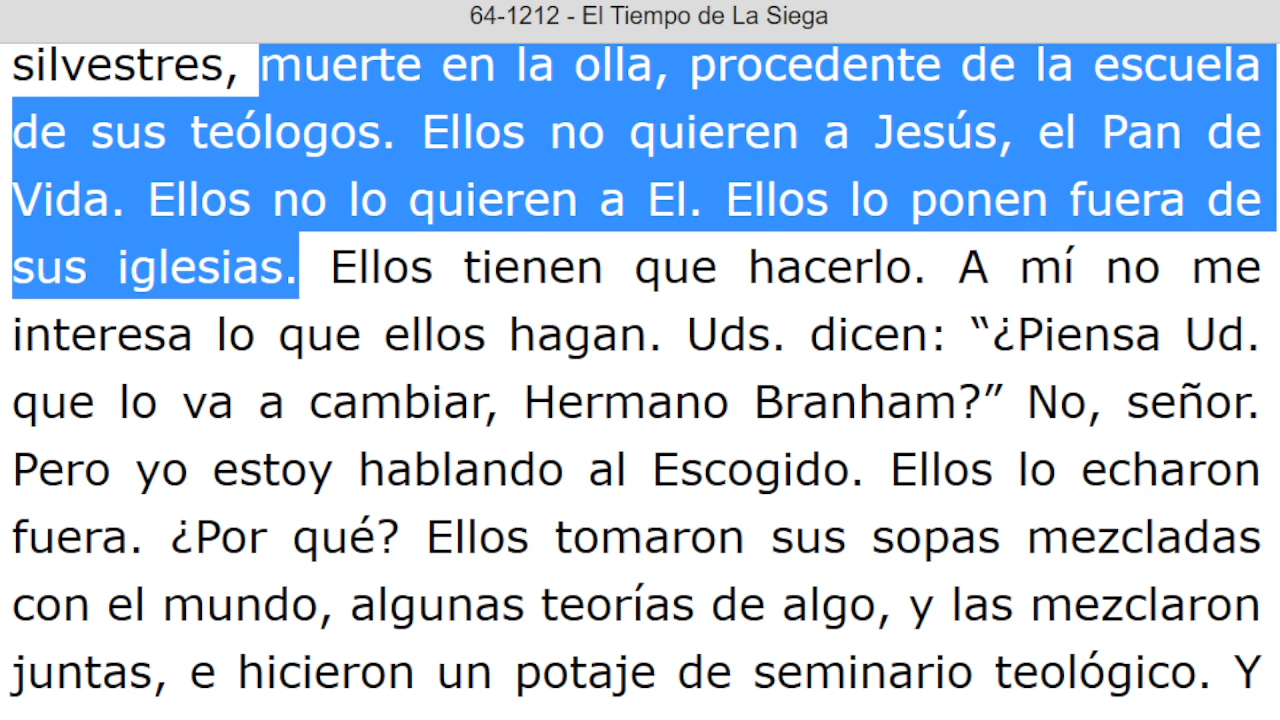 64-1212 - El Tiempo de La Siega
silvestres, muerte en la olla, procedente de la escuela
de sus teólogos. Ellos no quieren a Jesús, el Pan de
Vida. Ellos no lo quieren a El. Ellos lo ponen fuera de
sus iglesias. Ellos tienen que hacerlo. A mí no me
interesa lo que ellos hagan. Uds. dicen: “¿Piensa Ud.
que lo va a cambiar, Hermano Branham?” No, señor.
Pero yo estoy hablando al Escogido. Ellos lo echaron
fuera. ¿Por qué? Ellos tomaron sus sopas mezcladas
con el mundo, algunas teorías de algo, y las mezclaron
juntas, e hicieron un potaje de seminario teológico. Y